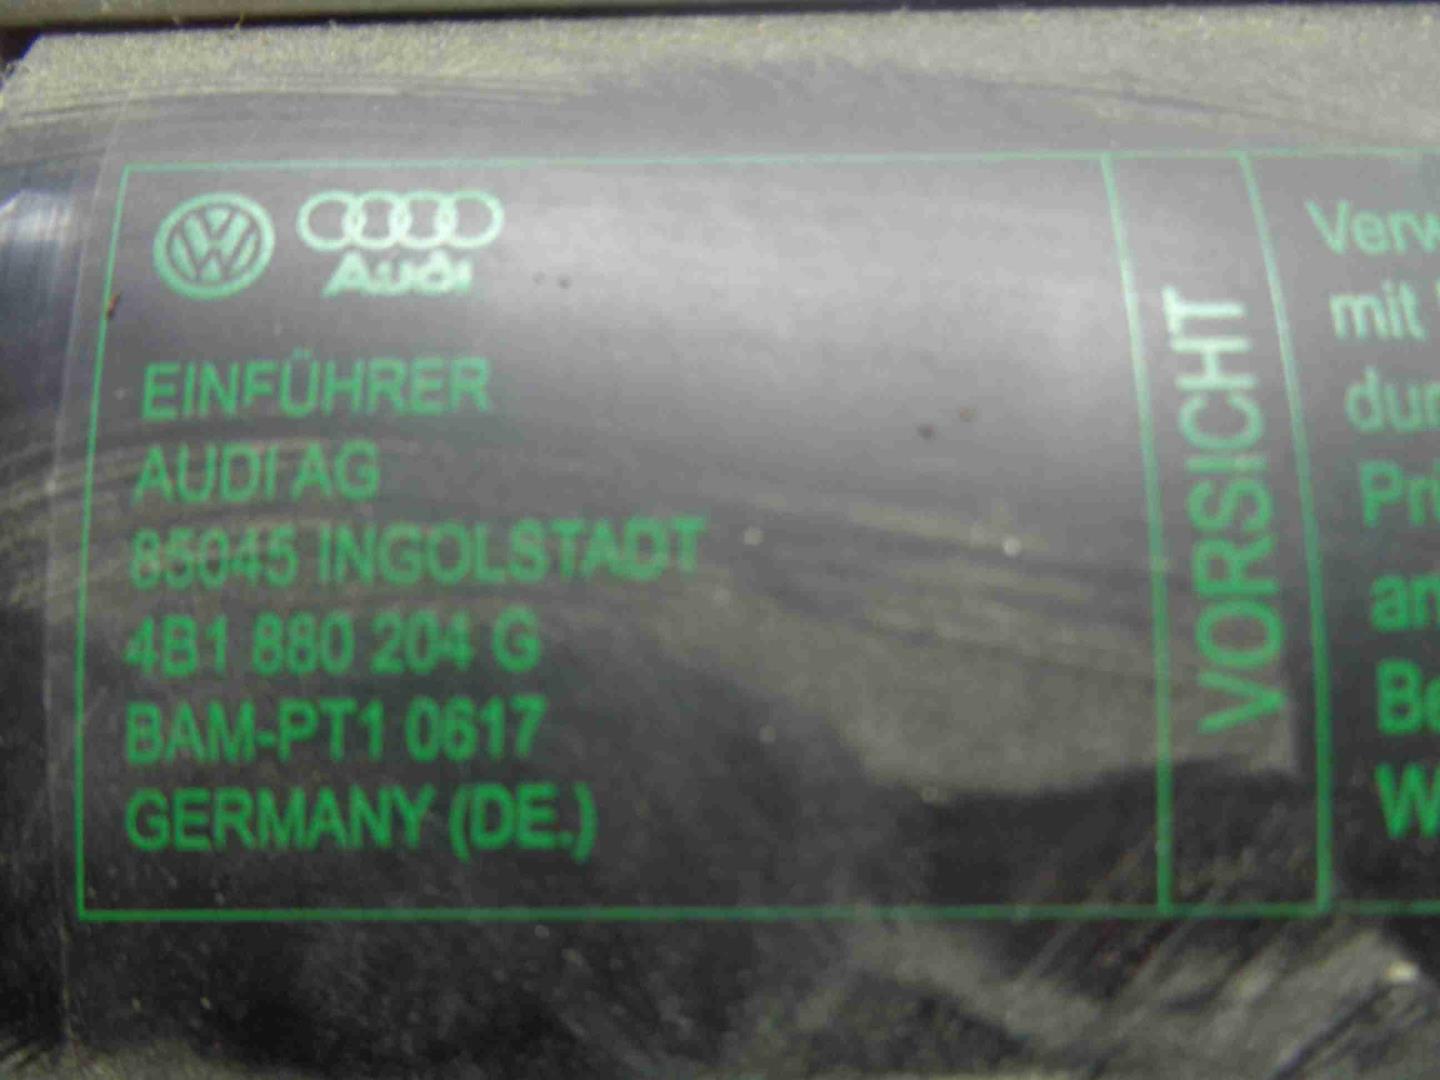 Audi
EINFÜHRER
AUDI AG
85045 INGOLSTADT
4B1 880 204 G
BAM-PT1 0617
GERMANY (DE.)
VORSICHT
mit